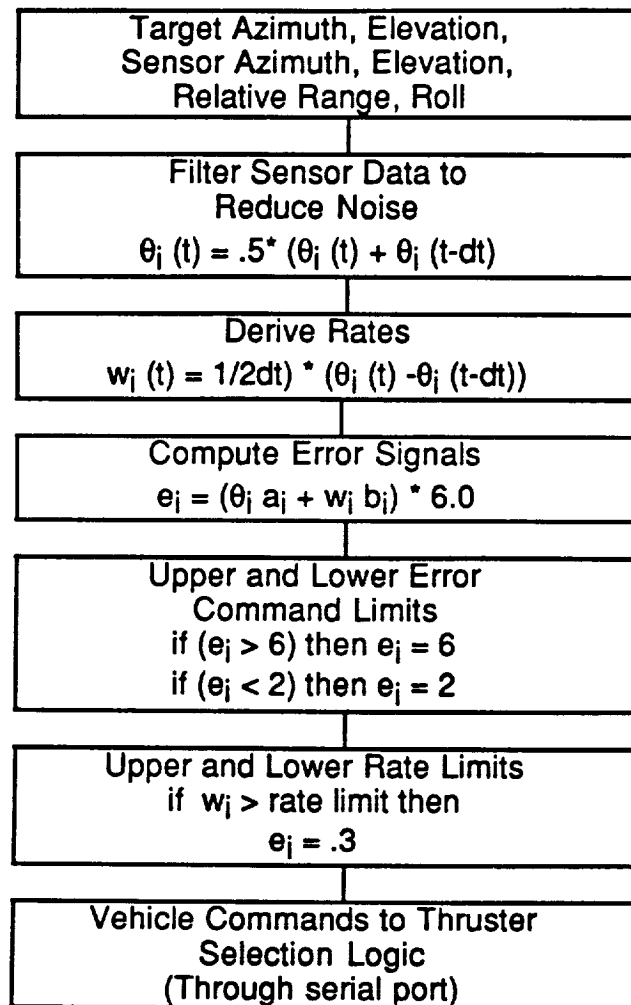 Target Azimuth, Elevation,
Sensor Azimuth, Elevation,
Relative Range, Roll
Filter Sensor Data to
Reduce Noise
θi (t) = .5* (θi (t) + θi (t-dt)
Derive Rates
wi (t) = 1/2dt) * (θi (t) -θi (t-dt))
Compute Error Signals
ei = (θi ai + wi bi) * 6.0
Upper and Lower Error
Command Limits
if (ei > 6) then ei = 6
if (ei < 2) then ei = 2
Upper and Lower Rate Limits
if wi > rate limit then
ei = .3
Vehicle Commands to Thruster
Selection Logic
(Through serial port)